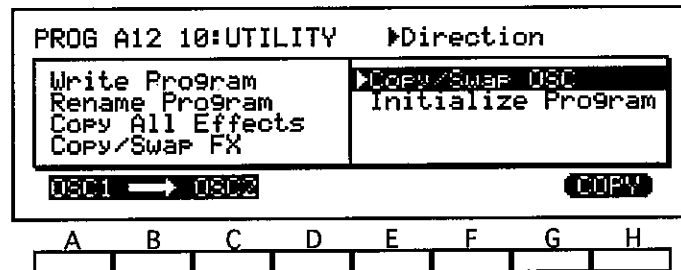 PROG A12 10:UTILITY ▶Direction
Write Program
Rename Program
Copy All Effects
Copy/Swap FX
▶Copy/Swap OSC
Initialize Program
OSC1 → OSC2
COPY
A B C D E F G H